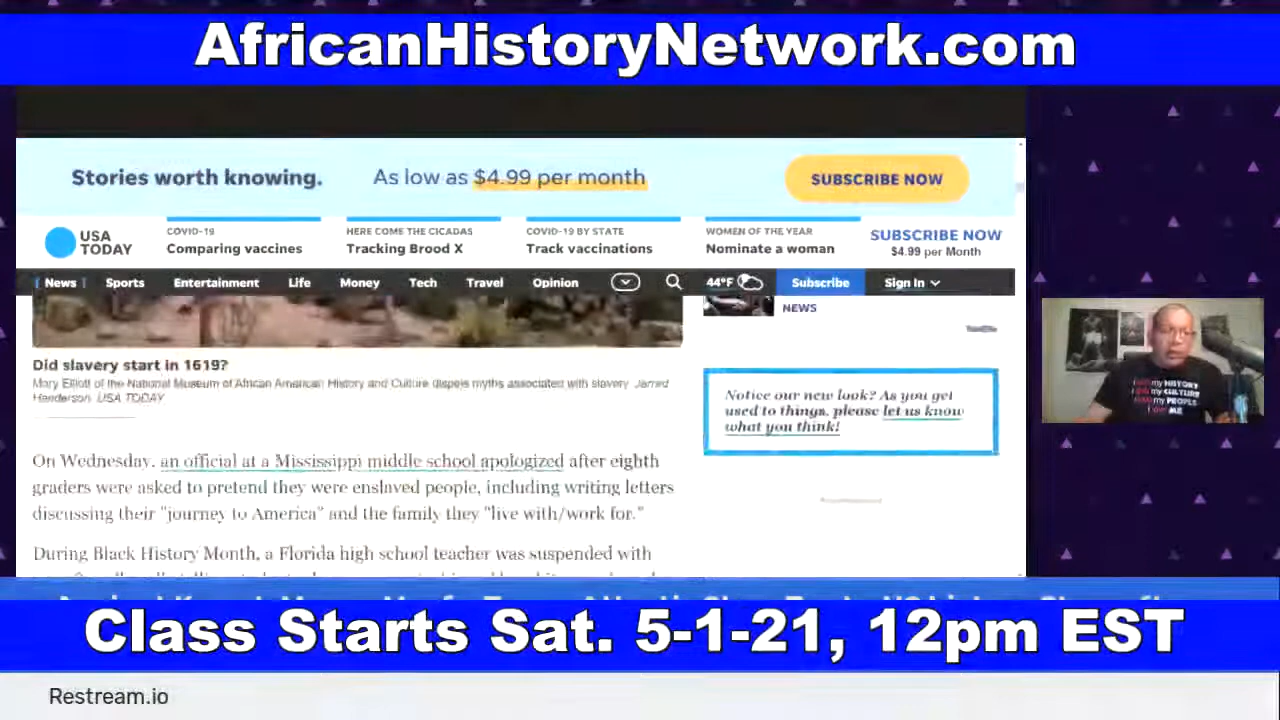 AfricanHistoryNetwork.com
Stories worth knowing.
As low as $4.99 per month
SUBSCRIBE NOW
USA
TODAY
COVID-19
Comparing vaccines
HERE COME THE CICADAS
Tracking Brood X
COVID-19 BY STATE
Track vaccinations
WOMEN OF THE YEAR
Nominate a woman
SUBSCRIBE NOW
$4.99 per Month
News
Sports
Entertainment
Life
Money
Tech
Travel
Opinion
44°F
Subscribe
Sign In
NEWS
Did slavery start in 1619?
Mary Elliott of the National Museum of African American History and Culture dispels myths associated with slavery. Jarrad
Henderson, USA TODAY
Notice our new look? As you get
used to things, please let us know
what you think!
On Wednesday, an official at a Mississippi middle school apologized after eighth
graders were asked to pretend they were enslaved people, including writing letters
discussing their "journey to America" and the family they "live with/work for."
During Black History Month, a Florida high school teacher was suspended with
my HISTORY
my CULTURE
my PEOPLE
ME
Class Starts Sat. 5-1-21, 12pm EST
Restream.io